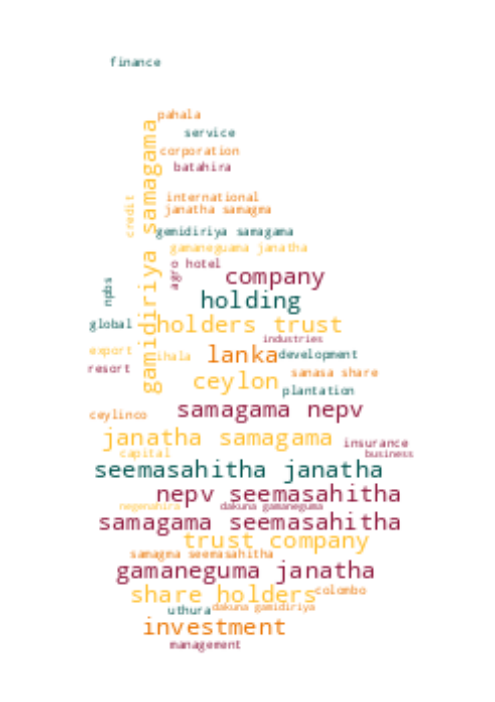 finance
pahala
gamidiriya samagama
service
corporation
batahira
international
credit
janatha samagma
gemidiriya samagama
gamaneguama janatha
agro hotel
company
npbs
holding
global
holders trust
industries
export
ihala
lanka
development
resort
sanasa share
ceylon
plantation
ceylinco
samagama nepv
janatha samagama
insurance
capital
business
seemasahitha janatha
nepv seemasahitha
negenahira
dakuna gamaneguma
samagama seemasahitha
trust company
samagma seemasahitha
gamaneguma janatha
share holders
colombo
uthura
dakuna gamidiriya
investment
management